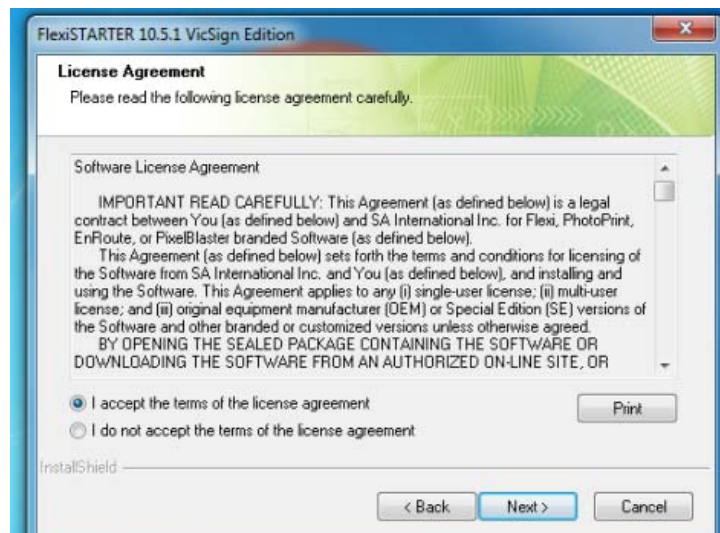 FlexiSTARTER 10.5.1 VicSign Edition
License Agreement
Please read the following license agreement carefully.
Software License Agreement
IMPORTANT READ CAREFULLY: This Agreement (as defined below) is a legal
contract between You (as defined below) and SA International Inc. for Flexi, PhotoPrint,
EnRoute, or PixelBlaster branded Software (as defined below).
This Agreement (as defined below) sets forth the terms and conditions for licensing of
the Software from SA International Inc. and You (as defined below), and installing and
using the Software. This Agreement applies to any (i) single-user license; (ii) multi-user
license; and (iii) original equipment manufacturer (OEM) or Special Edition (SE) versions of
the Software and other branded or customized versions unless otherwise agreed.
BY OPENING THE SEALED PACKAGE CONTAINING THE SOFTWARE OR
DOWNLOADING THE SOFTWARE FROM AN AUTHORIZED ON-LINE SITE, OR
I accept the terms of the license agreement
Print
I do not accept the terms of the license agreement
InstallShield
< Back
Next >
Cancel